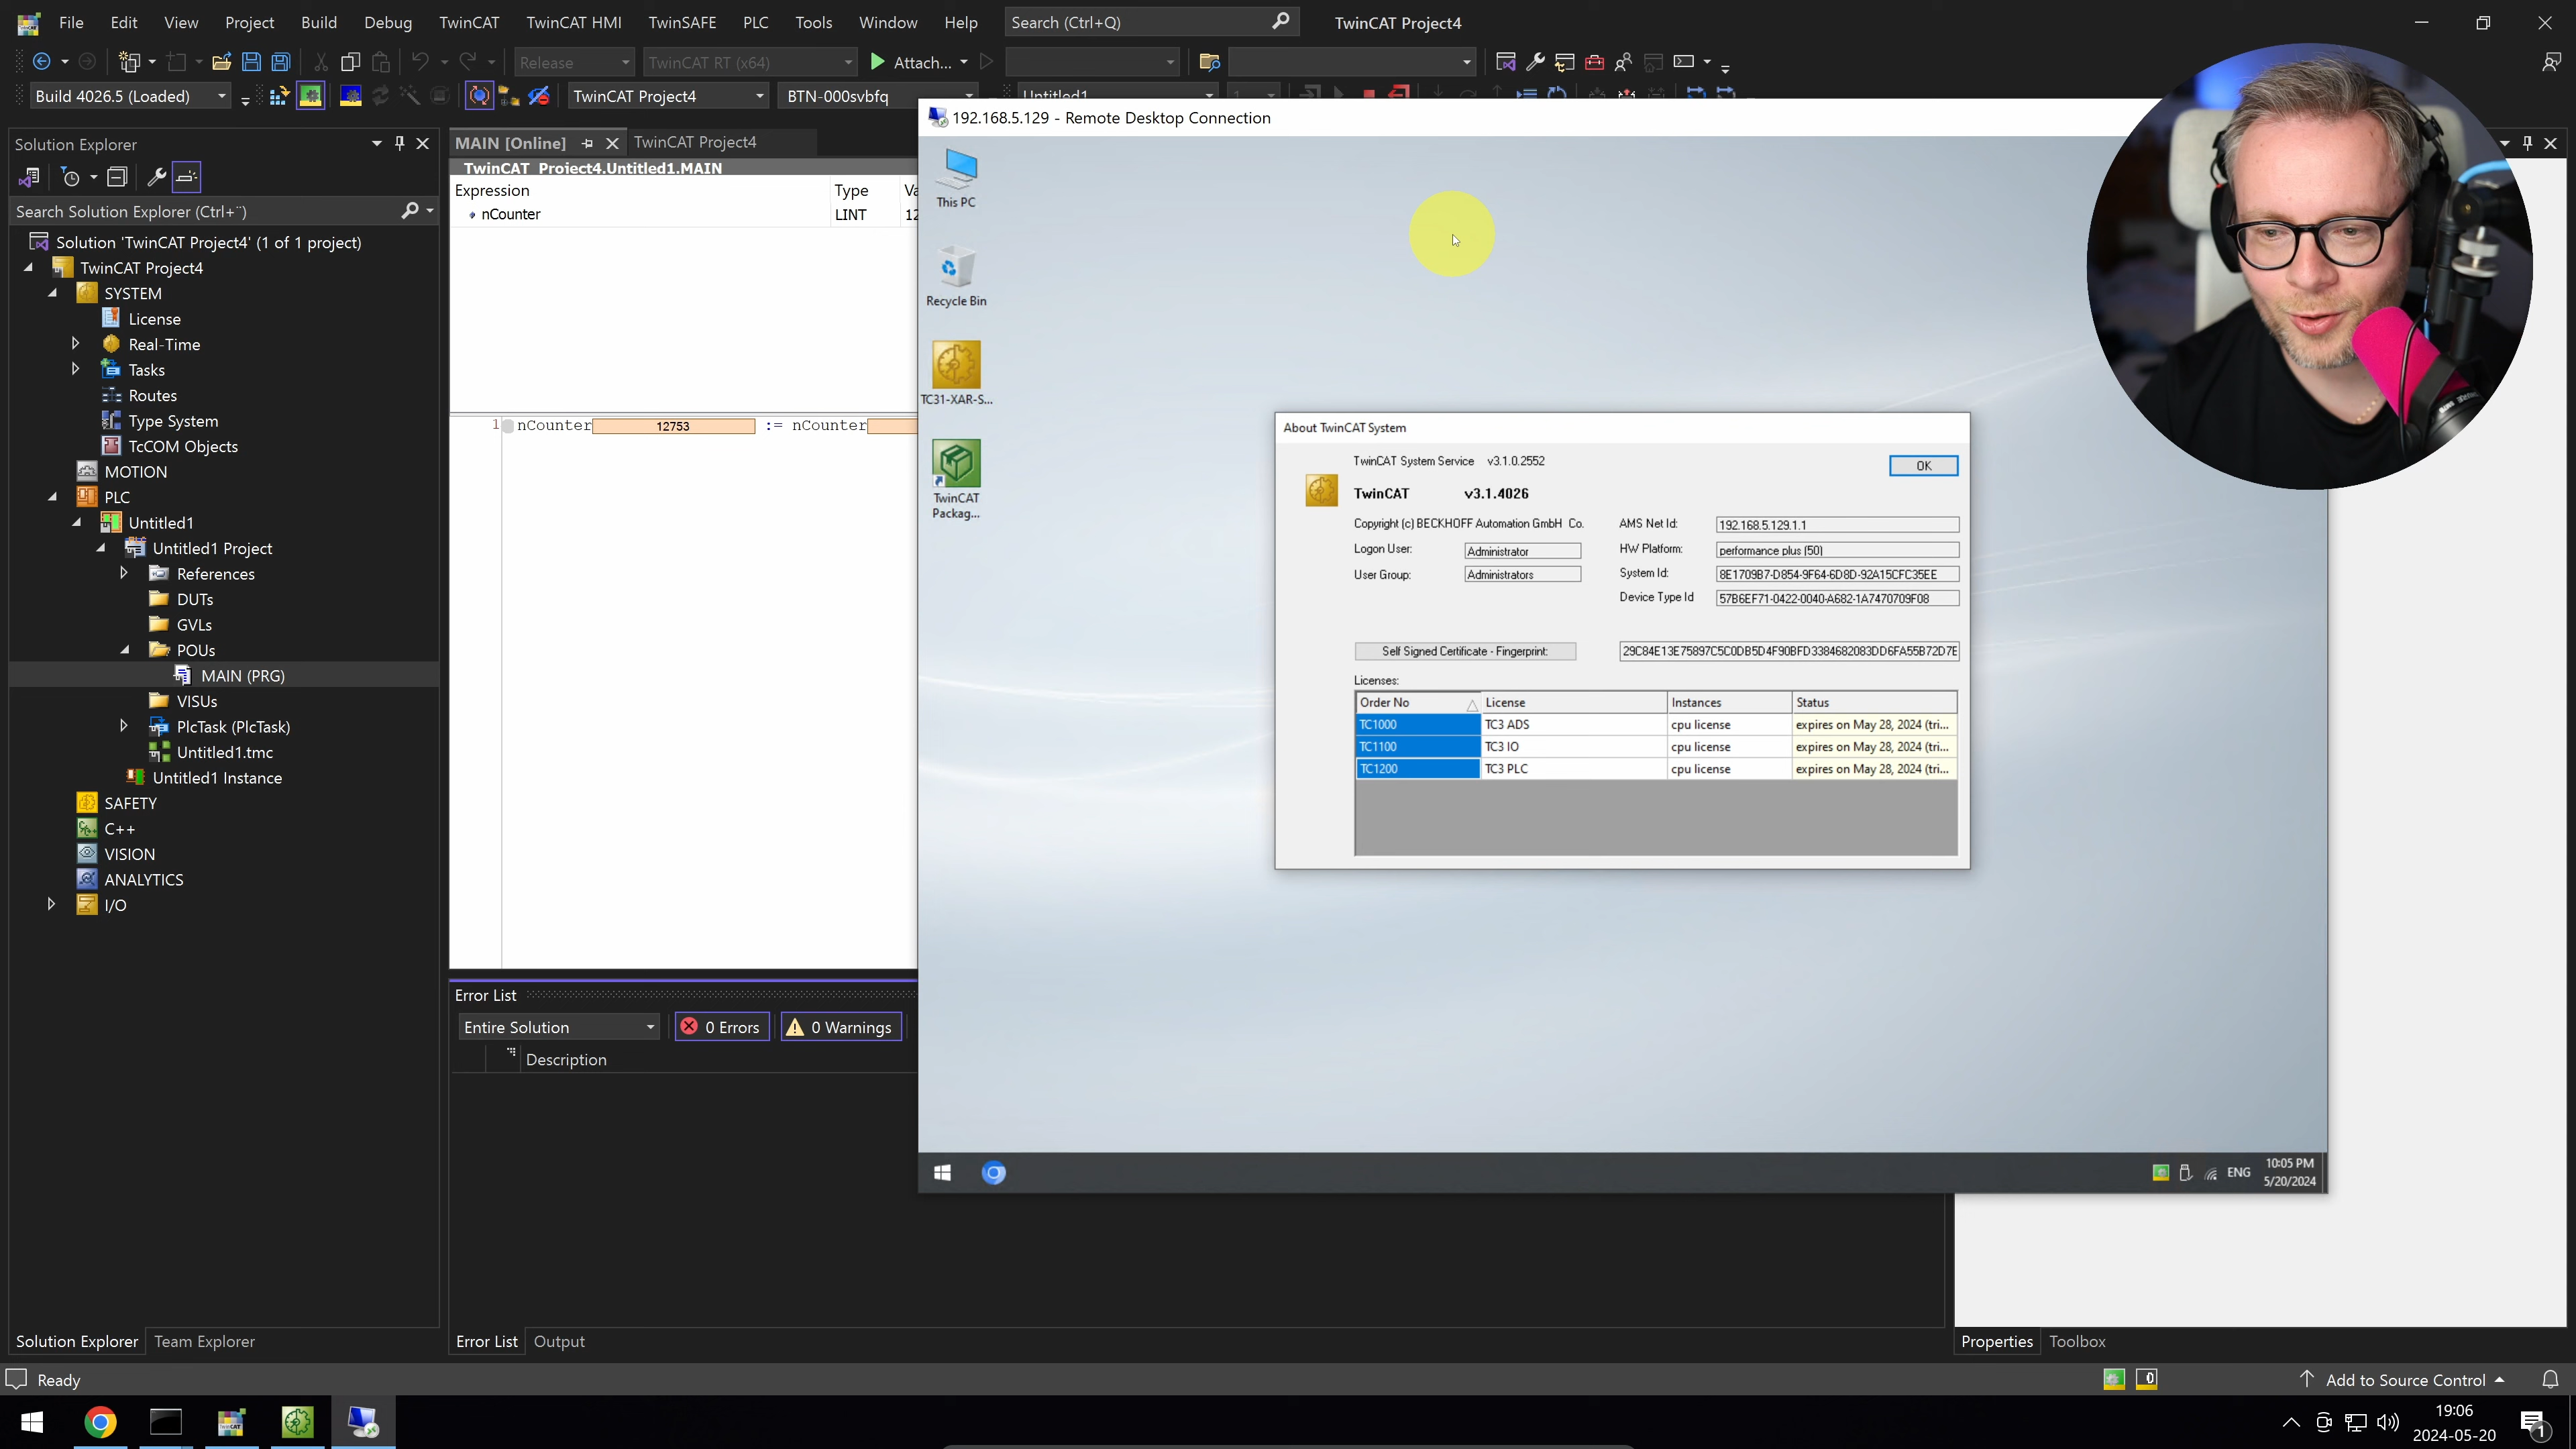 File Edit View Project Build Debug TwinCAT TwinCAT HMI TwinSAFE PLC Tools Window Help Search (Ctrl+Q) TwinCAT Project4
Release TwinCAT RT (x64) Attach...
Build 4026.5 (Loaded) TwinCAT Project4 BTN-000svbfq Untitled1 1
Solution Explorer
Search Solution Explorer (Ctrl+¨)
Solution 'TwinCAT Project4' (1 of 1 project)
TwinCAT Project4
SYSTEM
License
Real-Time
Tasks
Routes
Type System
TcCOM Objects
MOTION
PLC
Untitled1
Untitled1 Project
References
DUTs
GVLs
POUs
MAIN (PRG)
VISUs
PlcTask (PlcTask)
Untitled1.tmc
Untitled1 Instance
SAFETY
C++
VISION
ANALYTICS
I/O
Solution Explorer Team Explorer
MAIN [Online] TwinCAT Project4
TwinCAT_Project4.Untitled1.MAIN
Expression Type Va
nCounter LINT 12
1 nCounter 12753 := nCounter
Error List
Entire Solution 0 Errors 0 Warnings
Description
Error List Output
192.168.5.129 - Remote Desktop Connection
This PC
Recycle Bin
TC31-XAR-S...
TwinCAT
Packag...
About TwinCAT System
TwinCAT System Service v3.1.0.2552
OK
TwinCAT v3.1.4026
Copyright (c) BECKHOFF Automation GmbH Co.
Logon User: Administrator
User Group: Administrators
AMS Net Id: 192.168.5.129.1.1
HW Platform: performance plus (50)
System Id: 8E1709B7-D854-9F64-6D8D-92A15CFC35EE
Device Type Id 57B6EF71-0422-0040-A682-1A7470709F08
Self Signed Certificate - Fingerprint: 29C84E13E75897C5C0DB5D4F90BFD3384682083DD6FA55B72D7E
Licenses:
Order No License Instances Status
TC1000 TC3 ADS cpu license expires on May 28, 2024 (tri...
TC1100 TC3 IO cpu license expires on May 28, 2024 (tri...
TC1200 TC3 PLC cpu license expires on May 28, 2024 (tri...
ENG 10:05 PM
5/20/2024
Properties Toolbox
Ready Add to Source Control
19:06
2024-05-20
1